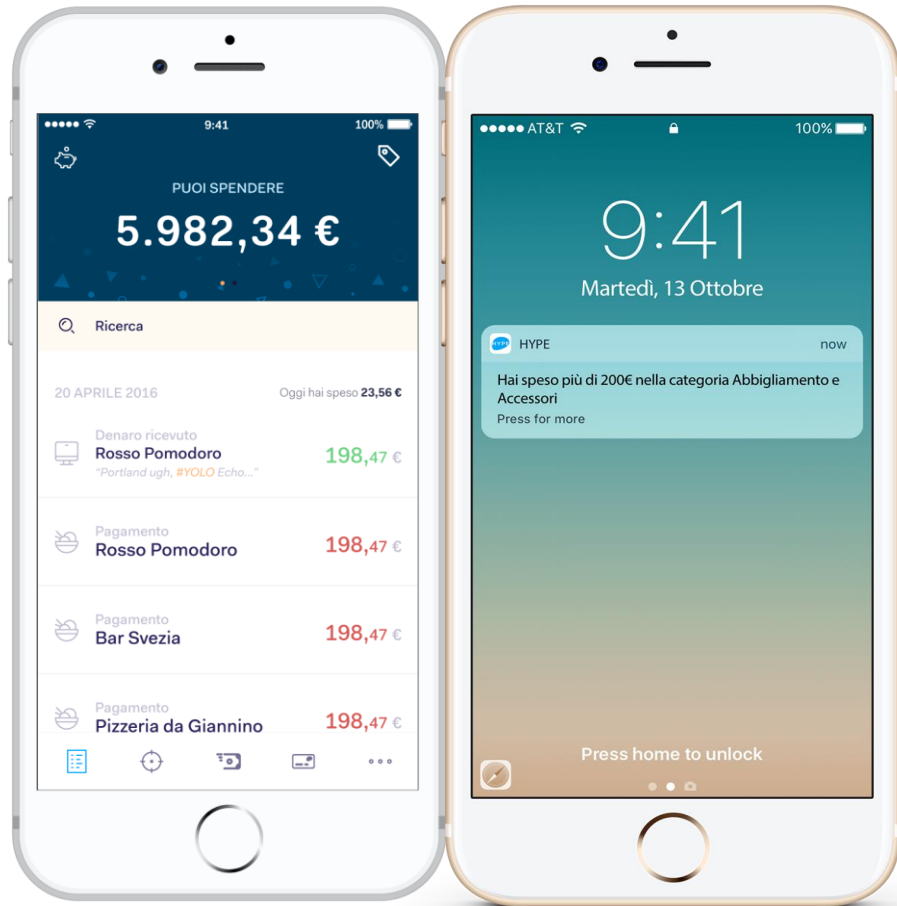 9:41
100%
PUOI SPENDERE
5.982,34 €
Ricerca
20 APRILE 2016
Oggi hai speso 23,56 €
Denaro ricevuto
Rosso Pomodoro
198,47 €
“Portland ugh, #YOLO Echo...”
Pagamento
Rosso Pomodoro
198,47 €
Pagamento
Bar Svezia
198,47 €
Pagamento
Pizzeria da Giannino
198,47 €
AT&T
100%
9:41
Martedì, 13 Ottobre
HYPE
HYPE
now
Hai speso più di 200€ nella categoria Abbigliamento e
Accessori
Press for more
Press home to unlock